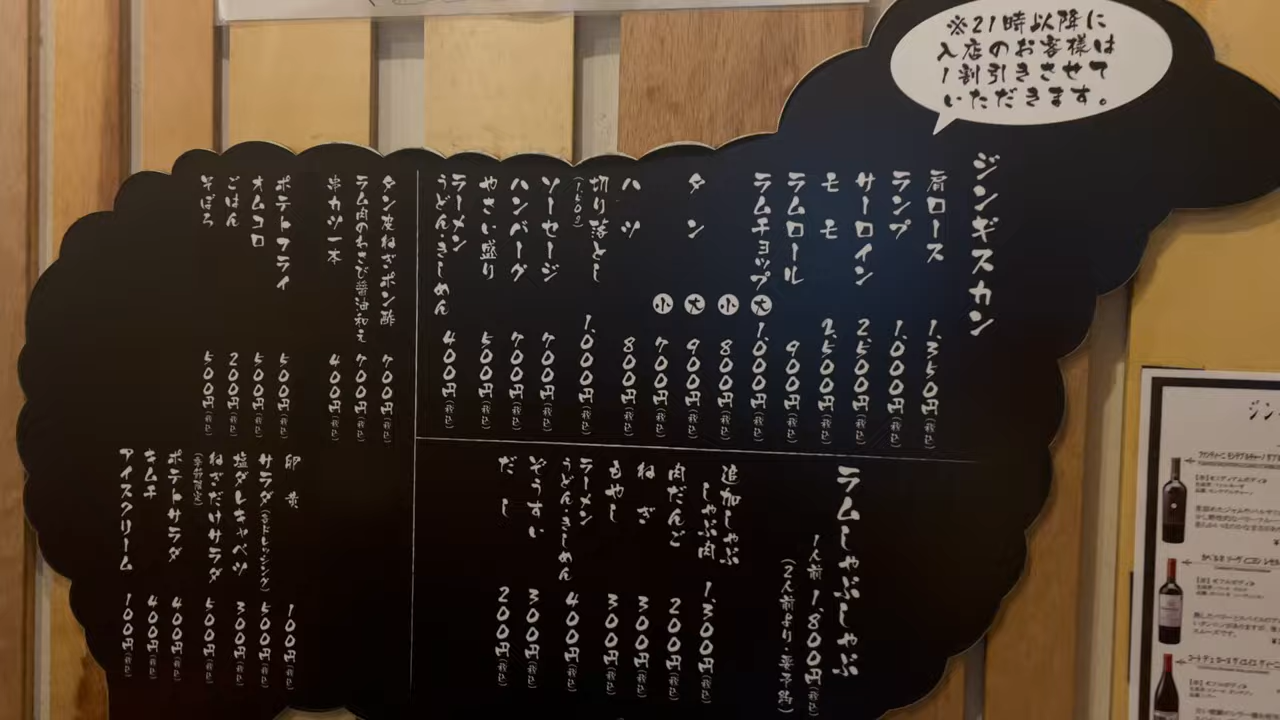 ※21時以降に
入店のお客様は
1割引きさせて
いただきます。
ジンギスカン
肩ロース 1,350円(税込)
ランプ 1,000円(税込)
サーロイン 2,500円(税込)
モモ 2,500円(税込)
ラムロール 900円(税込)
ラムチョップ 大 1,000円(税込)
小 800円(税込)
タン 大 900円(税込)
小 700円(税込)
ハツ 800円(税込)
切り落とし 1,000円(税込)
(150g)
ソーセージ 700円(税込)
ハンバーグ 700円(税込)
やさい盛り 500円(税込)
ラーメン
うどん・きしめん 400円(税込)
ラムしゃぶしゃぶ
1人前 1,800円(税込)
(2人前より・要予約)
追加しゃぶ
しゃぶ肉 1,300円(税込)
肉だんご 200円(税込)
ねぎ 300円(税込)
もやし 300円(税込)
ラーメン
うどん・きしめん 400円(税込)
ぞうすい 300円(税込)
だし 200円(税込)
タン皮ねぎポン酢 700円(税込)
ラム肉のわさび醤油和え 700円(税込)
串カツ一本 400円(税込)
ポテトフライ 500円(税込)
オムコロ 500円(税込)
ごはん 200円(税込)
そぼろ 500円(税込)
卵黄 100円(税込)
サラダ 500円(税込)
塩ダレキャベツ 300円(税込)
ねぎだけサラダ 500円(税込)
(季節限定)
ポテトサラダ 400円(税込)
キムチ 400円(税込)
アイスクリーム 100円(税込)
ジン